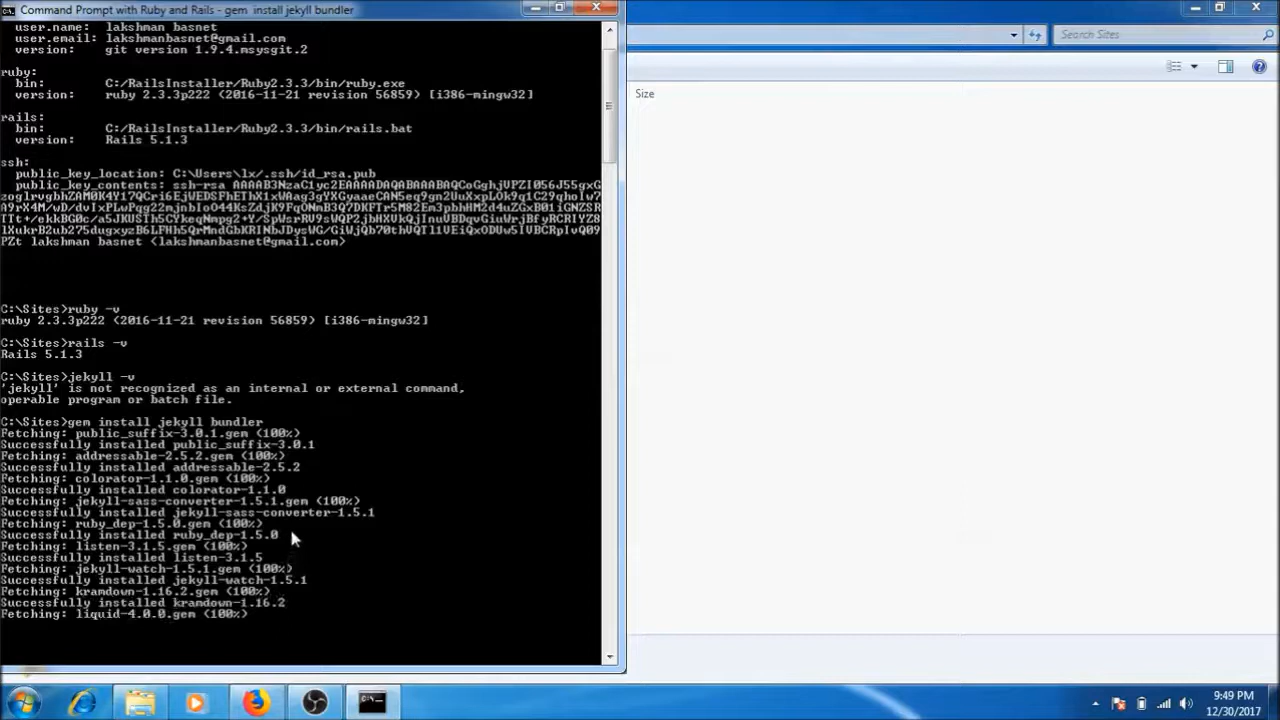 Command Prompt with Ruby and Rails - gem  install jekyll bundler
user.name:  lakshman basnet
user.email: lakshmanbasnet@gmail.com
version:    git version 1.9.4.msysgit.2
ruby:
bin:        C:/RailsInstaller/Ruby2.3.3/bin/ruby.exe
version:    ruby 2.3.3p222 (2016-11-21 revision 56859) [i386-mingw32]
rails:
bin:        C:/RailsInstaller/Ruby2.3.3/bin/rails.bat
version:    Rails 5.1.3
ssh:
public_key_location: C:\Users\lx/.ssh/id_rsa.pub
public_key_contents: ssh-rsa
PZt lakshman basnet <lakshmanbasnet@gmail.com>
C:\Sites>ruby -v
ruby 2.3.3p222 (2016-11-21 revision 56859) [i386-mingw32]
C:\Sites>rails -v
Rails 5.1.3
C:\Sites>jekyll -v
'jekyll' is not recognized as an internal or external command,
operable program or batch file.
C:\Sites>gem install jekyll bundler
Fetching: public_suffix-3.0.1.gem (100%)
Successfully installed public_suffix-3.0.1
Fetching: addressable-2.5.2.gem (100%)
Successfully installed addressable-2.5.2
Fetching: colorator-1.1.0.gem (100%)
Successfully installed colorator-1.1.0
Fetching: jekyll-sass-converter-1.5.1.gem (100%)
Successfully installed jekyll-sass-converter-1.5.1
Fetching: ruby_dep-1.5.0.gem (100%)
Successfully installed ruby_dep-1.5.0
Fetching: listen-3.1.5.gem (100%)
Successfully installed listen-3.1.5
Fetching: jekyll-watch-1.5.1.gem (100%)
Successfully installed jekyll-watch-1.5.1
Fetching: kramdown-1.16.2.gem (100%)
Successfully installed kramdown-1.16.2
Fetching: liquid-4.0.0.gem (100%)
Search Sites
Size
9:49 PM
12/30/2017